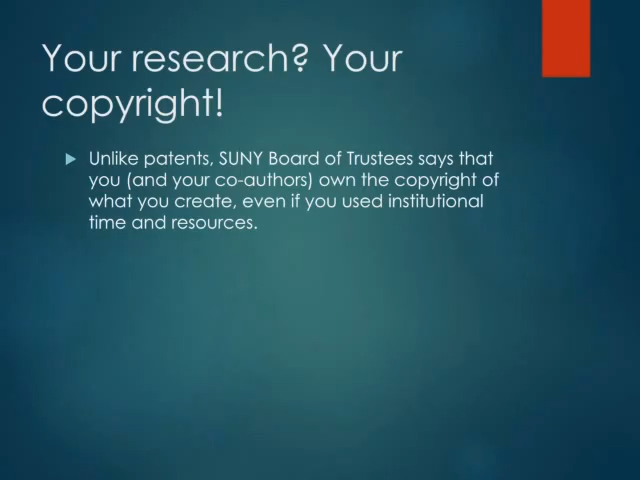 Your research? Your
copyright!
Unlike patents, SUNY Board of Trustees says that
you (and your co-authors) own the copyright of
what you create, even if you used institutional
time and resources.